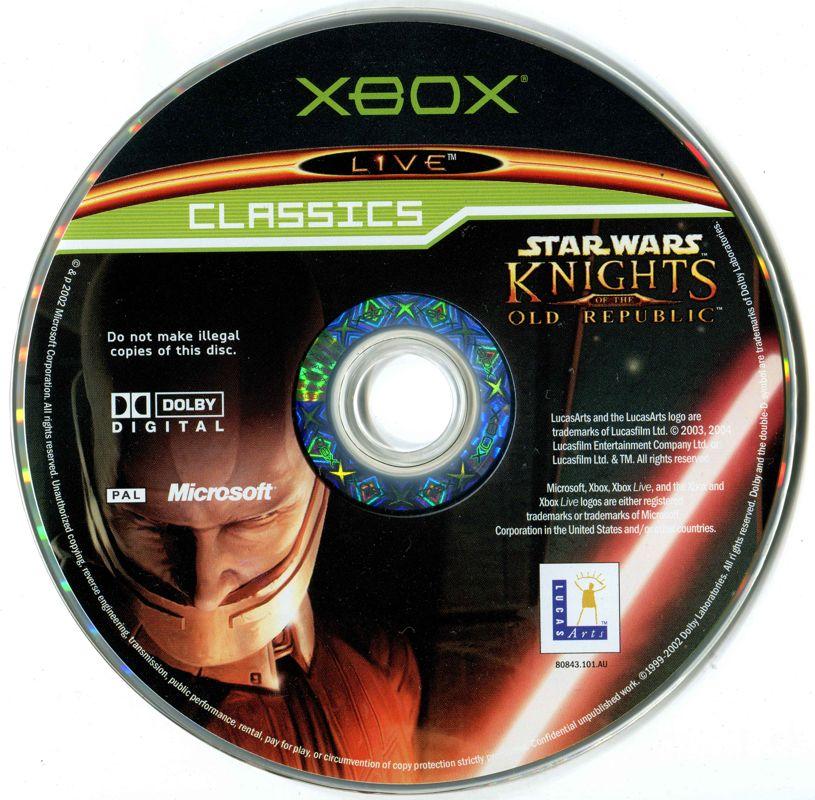 XBOX®
LIVE™
CLASSICS
STAR WARS
KNIGHTS
OF THE
OLD REPUBLIC™
Do not make illegal
copies of this disc.
DOLBY
DIGITAL
PAL Microsoft®
LucasArts and the LucasArts logo are
trademarks of Lucasfilm Ltd. © 2003, 2004
Lucasfilm Entertainment Company Ltd. or
Lucasfilm Ltd. & TM. All rights reserved
Microsoft, Xbox, Xbox Live, and the Xbox and
Xbox Live logos are either registered
trademarks or trademarks of Microsoft
Corporation in the United States and/or other countries.
LUCAS
Arts™
80843.101.AU
© & p 2002 Microsoft Corporation. All rights reserved. Unauthorized copying, reverse engineering, transmission, public performance, rental, pay for play, or circumvention of copy protection strictly
Confidential unpublished work. ©1999-2002 Dolby Laboratories. All rights reserved. Dolby and the double-D symbol are trademarks of Dolby Laboratories.